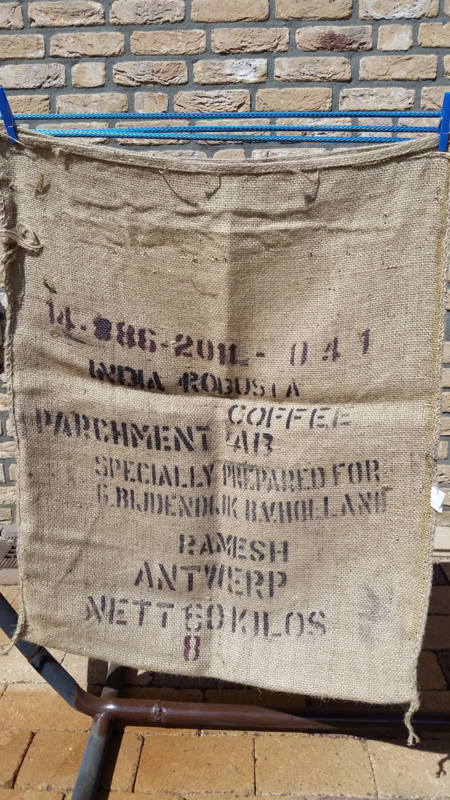 14-886-2011-041
INDIA ROBUSTA
COFFEE
PARCHMENT AB
SPECIALLY PREPARED FOR
G.BIJDENDIJK B.V.HOLLAND
RAMESH
ANTWERP
NETT 60 KILOS
8